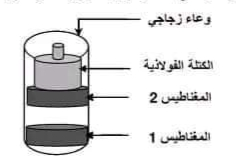 وعاء زجاجي
الكتلة الفولاذية
المغناطيس 2
المغناطيس 1